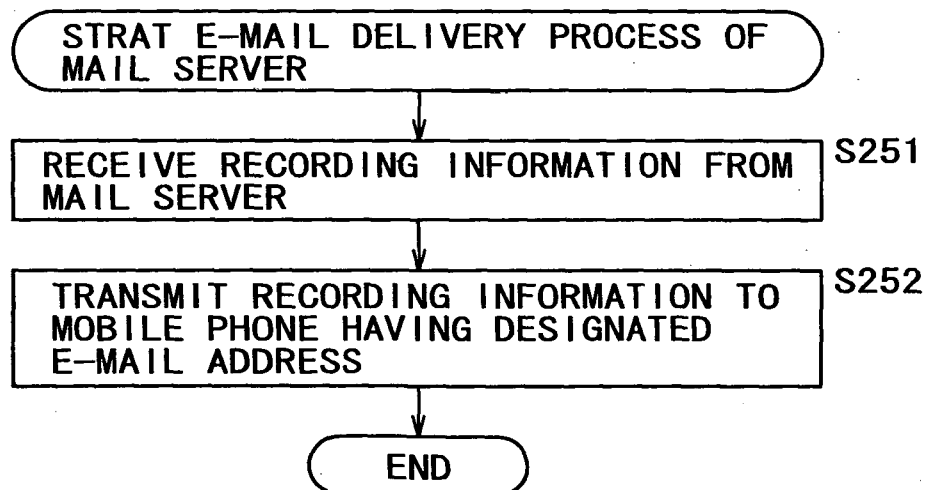 STRAT E-MAIL DELIVERY PROCESS OF
MAIL SERVER
RECEIVE RECORDING INFORMATION FROM
MAIL SERVER
S251
TRANSMIT RECORDING INFORMATION TO
MOBILE PHONE HAVING DESIGNATED
E-MAIL ADDRESS
S252
END